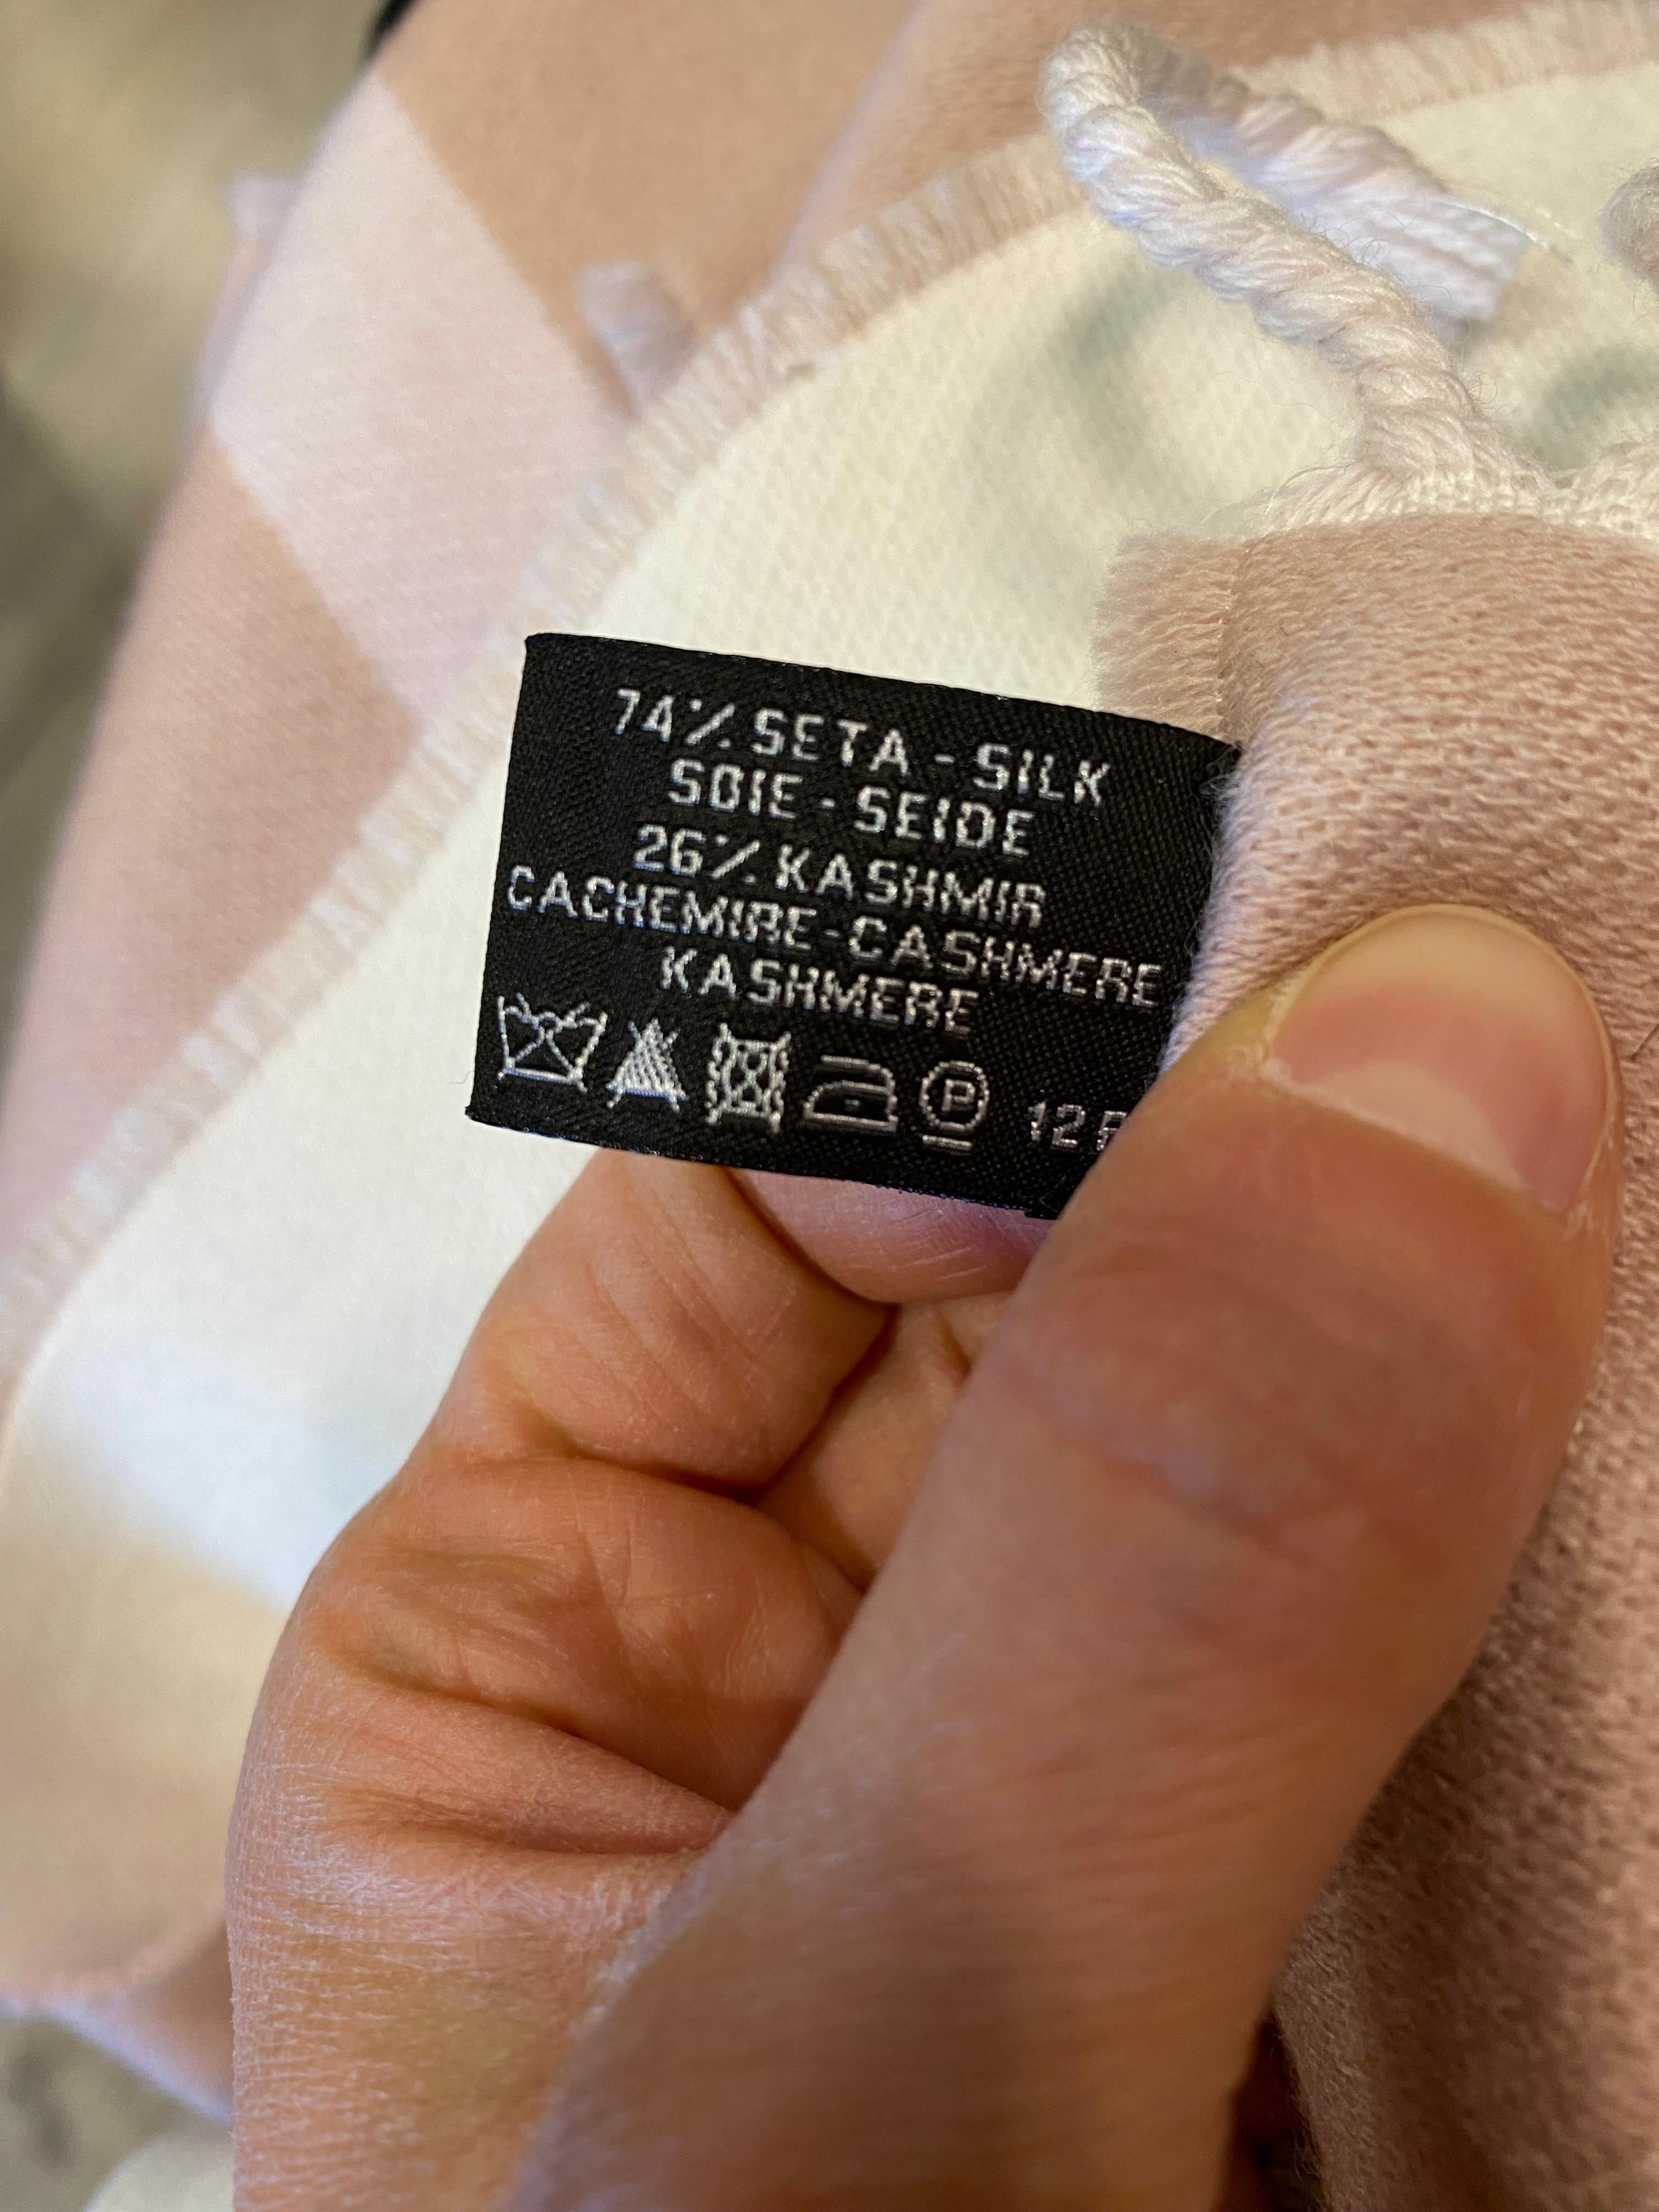 74% SETA - SILK
SOIE - SEIDE
26% KASHMIR
CACHEMIRE - CASHMERE
KASHMERE
P